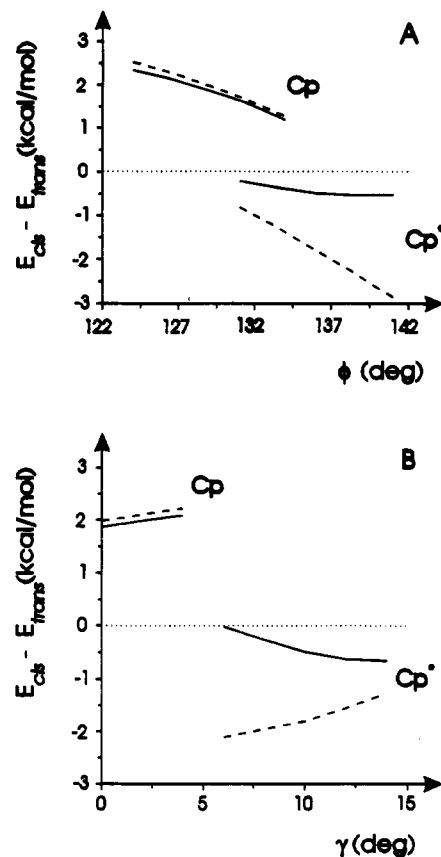 A
E_cis - E_trans (kcal/mol)
3
2
1
0
-1
-2
-3
Cp
Cp*
122
127
132
137
142
ϕ (deg)
B
E_cis - E_trans (kcal/mol)
3
2
1
0
-1
-2
-3
Cp
Cp*
0
5
10
15
γ (deg)